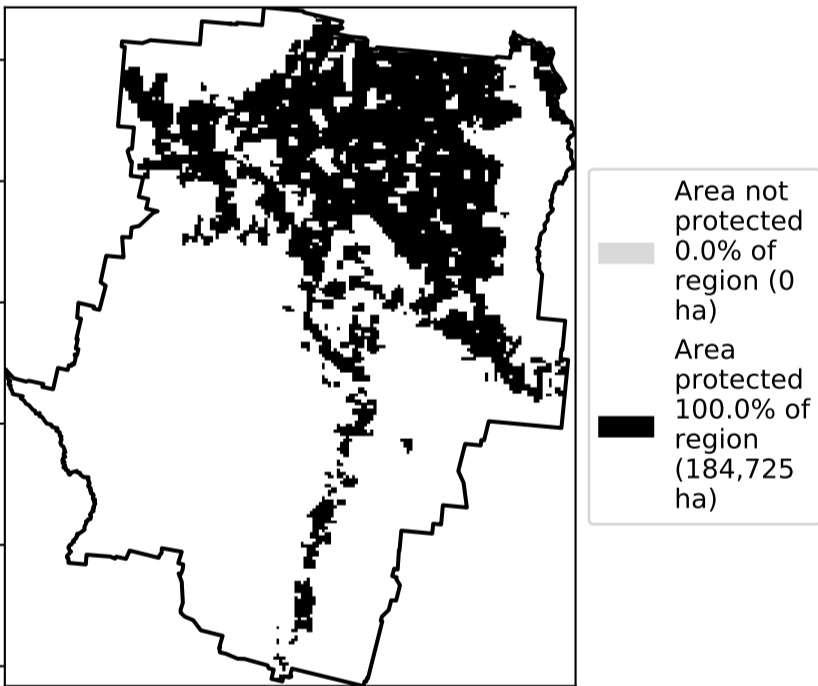 Area not
protected
0.0% of
region (0
ha)
Area
protected
100.0% of
region
(184,725
ha)